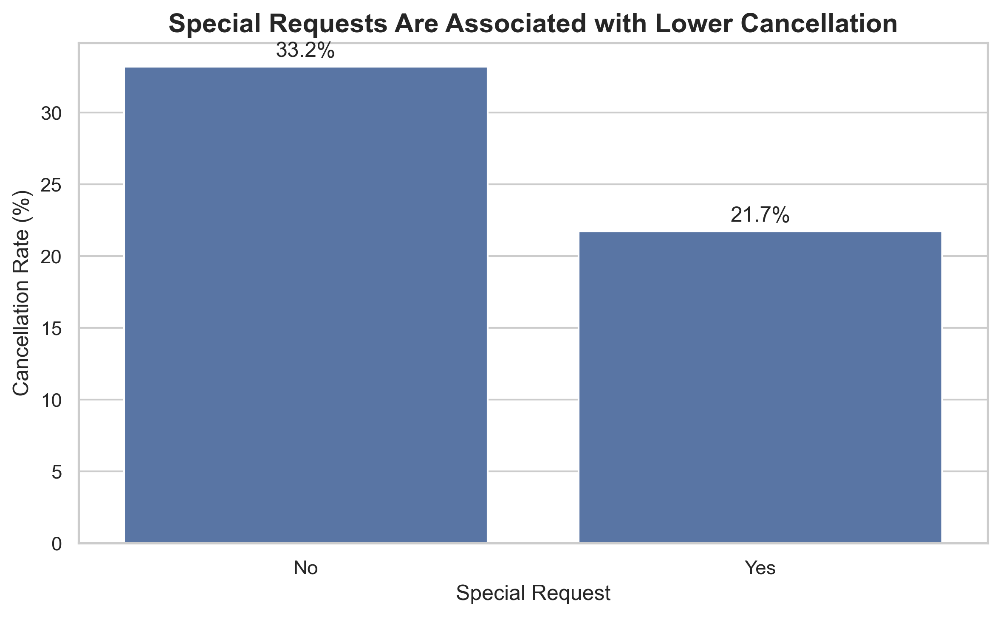 Special Requests Are Associated with Lower Cancellation
33.2%
30
25
21.7%
20
15
10
5
0
Cancellation Rate (%)
No
Yes
Special Request